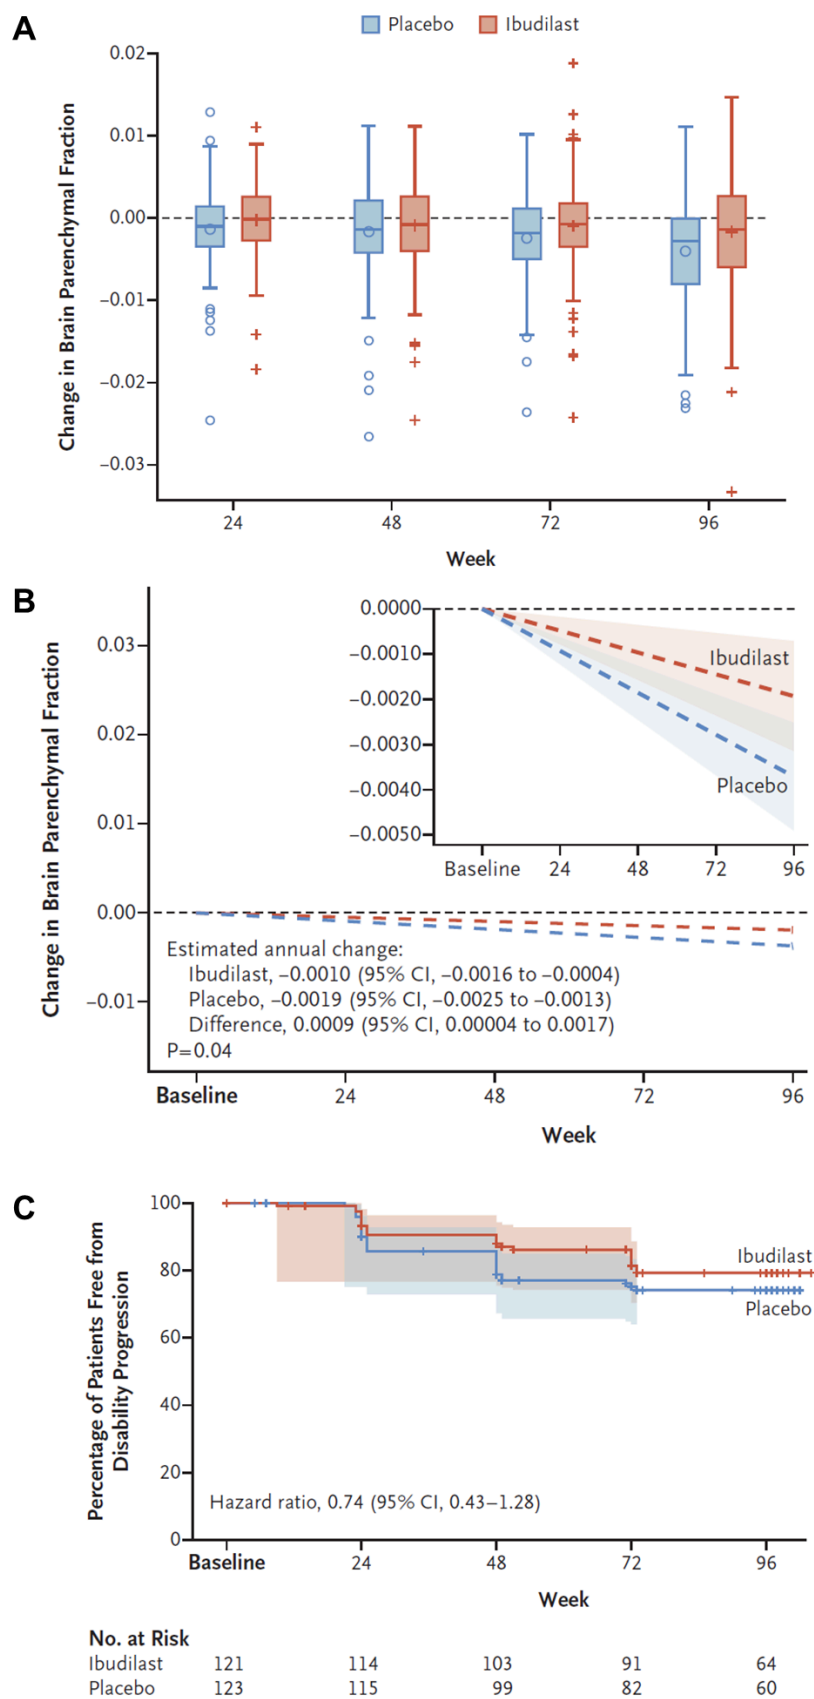 A
Placebo Ibudilast
0.02
0.01
0.00
−0.01
−0.02
−0.03
Change in Brain Parenchymal Fraction
24 48 72 96
Week
B
0.03
0.02
0.01
0.00
−0.01
Change in Brain Parenchymal Fraction
0.0000
−0.0010
−0.0020
−0.0030
−0.0040
−0.0050
Ibudilast
Placebo
Baseline 24 48 72 96
Estimated annual change:
Ibudilast, −0.0010 (95% CI, −0.0016 to −0.0004)
Placebo, −0.0019 (95% CI, −0.0025 to −0.0013)
Difference, 0.0009 (95% CI, 0.00004 to 0.0017)
P=0.04
Baseline 24 48 72 96
Week
C
100
80
60
40
20
0
Percentage of Patients Free from
Disability Progression
Ibudilast
Placebo
Hazard ratio, 0.74 (95% CI, 0.43–1.28)
Baseline 24 48 72 96
Week
No. at Risk
Ibudilast 121 114 103 91 64
Placebo 123 115 99 82 60